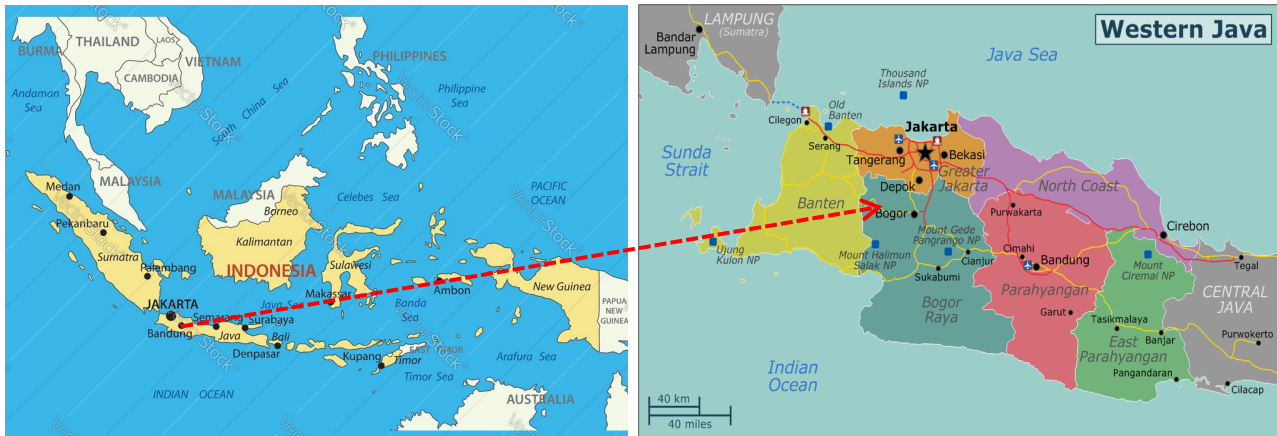 BURMA
THAILAND
LAOS
VIETNAM
CAMBODIA
PHILIPPINES
Andaman
Sea
South China Sea
Philippine
Sea
MALAYSIA
MALAYSIA
Medan
Pekanbaru
Sumatra
Palembang
Borneo
Kalimantan
Celebes Sea
PACIFIC
OCEAN
INDONESIA
Sulawesi
New Guinea
Makassar
Ambon
Banda
Sea
PAPUA
NEW
GUINEA
JAKARTA
Java Sea
Semarang
Surabaya
Bandung
Java
Bali
Denpasar
Kupang
EAST TIMOR
Timor
Timor Sea
Arafura Sea
INDIAN OCEAN
AUSTRALIA
VectorStock®
Western Java
LAMPUNG
(Sumatra)
Bandar
Lampung
Java Sea
Thousand
Islands NP
Old
Banten
Cilegon
Serang
Jakarta
Tangerang
Bekasi
Greater
Jakarta
Depok
Sunda
Strait
Banten
Bogor
North Coast
Purwakarta
Ujung
Kulon NP
Mount Halimun
Salak NP
Mount Gede
Pangrango NP
Cianjur
Sukabumi
Cimahi
Bandung
Cirebon
Mount
Ciremai NP
Tegal
Bogor
Raya
Parahyangan
Garut
Tasikmalaya
East
Parahyangan
Banjar
Pangandaran
CENTRAL
JAVA
Purwokerto
Cilacap
Indian
Ocean
40 km
40 miles